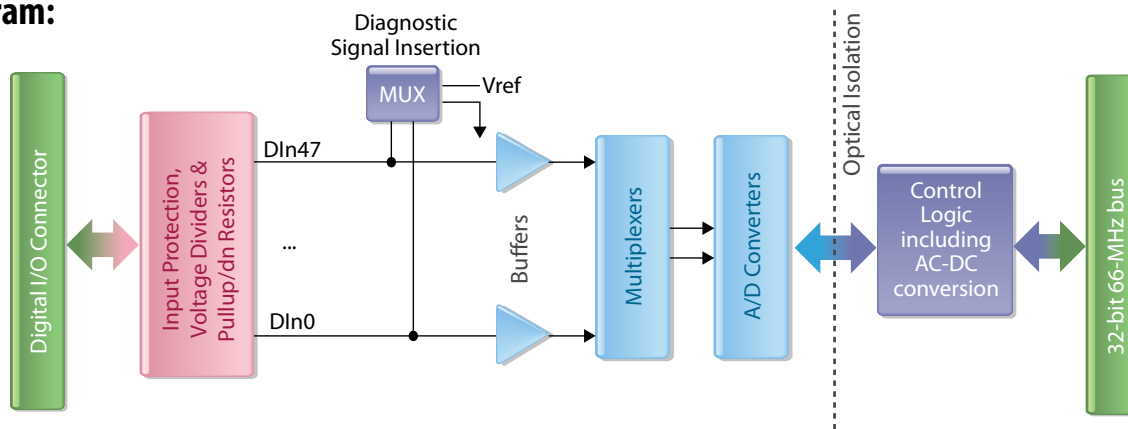 ram:
Diagnostic
Signal Insertion
MUX
Vref
Optical Isolation
Digital I/O Connector
Input Protection,
Voltage Dividers &
Pullup/dn Resistors
DIn47
...
DIn0
Buffers
Multiplexers
A/D Converters
Control
Logic
including
AC-DC
conversion
32-bit 66-MHz bus